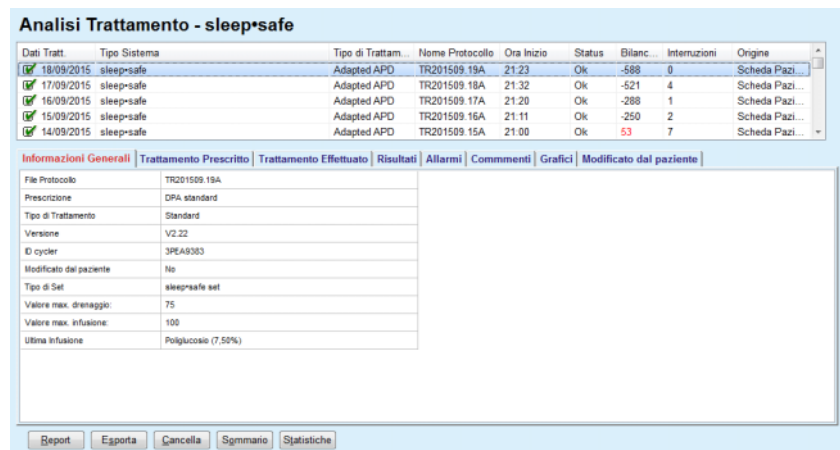 Analisi Trattamento - sleep•safe
Dati Tratt. Tipo Sistema Tipo di Trattam... Nome Protocollo Ora Inizio Status Bilanc... Interruzioni Origine
18/09/2015 sleep•safe Adapted APD TR201509.19A 21:23 Ok -588 0 Scheda Pazi...
17/09/2015 sleep•safe Adapted APD TR201509.18A 21:32 Ok -521 4 Scheda Pazi...
16/09/2015 sleep•safe Adapted APD TR201509.17A 21:20 Ok -288 1 Scheda Pazi...
15/09/2015 sleep•safe Adapted APD TR201509.16A 21:11 Ok -250 2 Scheda Pazi...
14/09/2015 sleep•safe Adapted APD TR201509.15A 21:00 Ok 53 7 Scheda Pazi...
Informazioni Generali Trattamento Prescritto Trattamento Effettuato Risultati Allarmi Commmenti Grafici Modificato dal paziente
File Protocollo TR201509.19A
Prescrizione DPA standard
Tipo di Trattamento Standard
Versione V2.22
ID cycler 3PEA9383
Modificato dal paziente No
Tipo di Set sleep•safe set
Valore max. drenaggio: 75
Valore max. infusione: 100
Ultima Infusione Poliglucosio (7,50%)
Report Esporta Cancella Sommario Statistiche